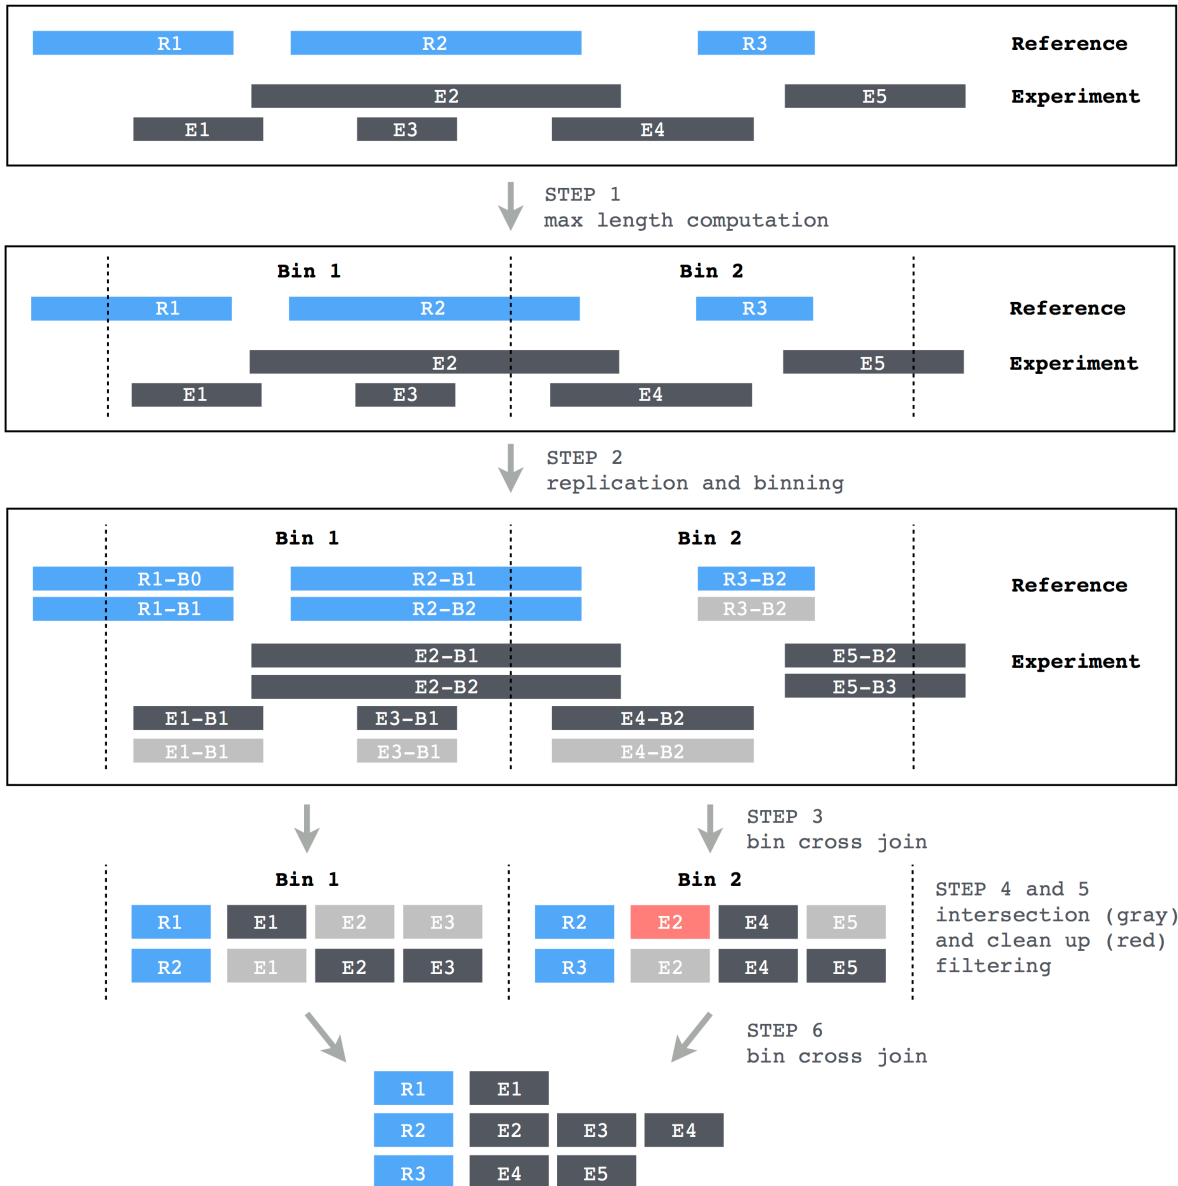 R1 R2 R3 Reference
E2 E5 Experiment
E1 E3 E4
STEP 1
max length computation
Bin 1 Bin 2
R1 R2 R3 Reference
E2 E5 Experiment
E1 E3 E4
STEP 2
replication and binning
Bin 1 Bin 2
R1-B0 R2-B1 R3-B2 Reference
R1-B1 R2-B2 R3-B2
E2-B1 E5-B2 Experiment
E2-B2 E5-B3
E1-B1 E3-B1 E4-B2
E1-B1 E3-B1 E4-B2
STEP 3
bin cross join
Bin 1 Bin 2
STEP 4 and 5
intersection (gray)
and clean up (red)
filtering
R1 E1 E2 E3 R2 E2 E4 E5
R2 E1 E2 E3 R3 E2 E4 E5
STEP 6
bin cross join
R1 E1
R2 E2 E3 E4
R3 E4 E5